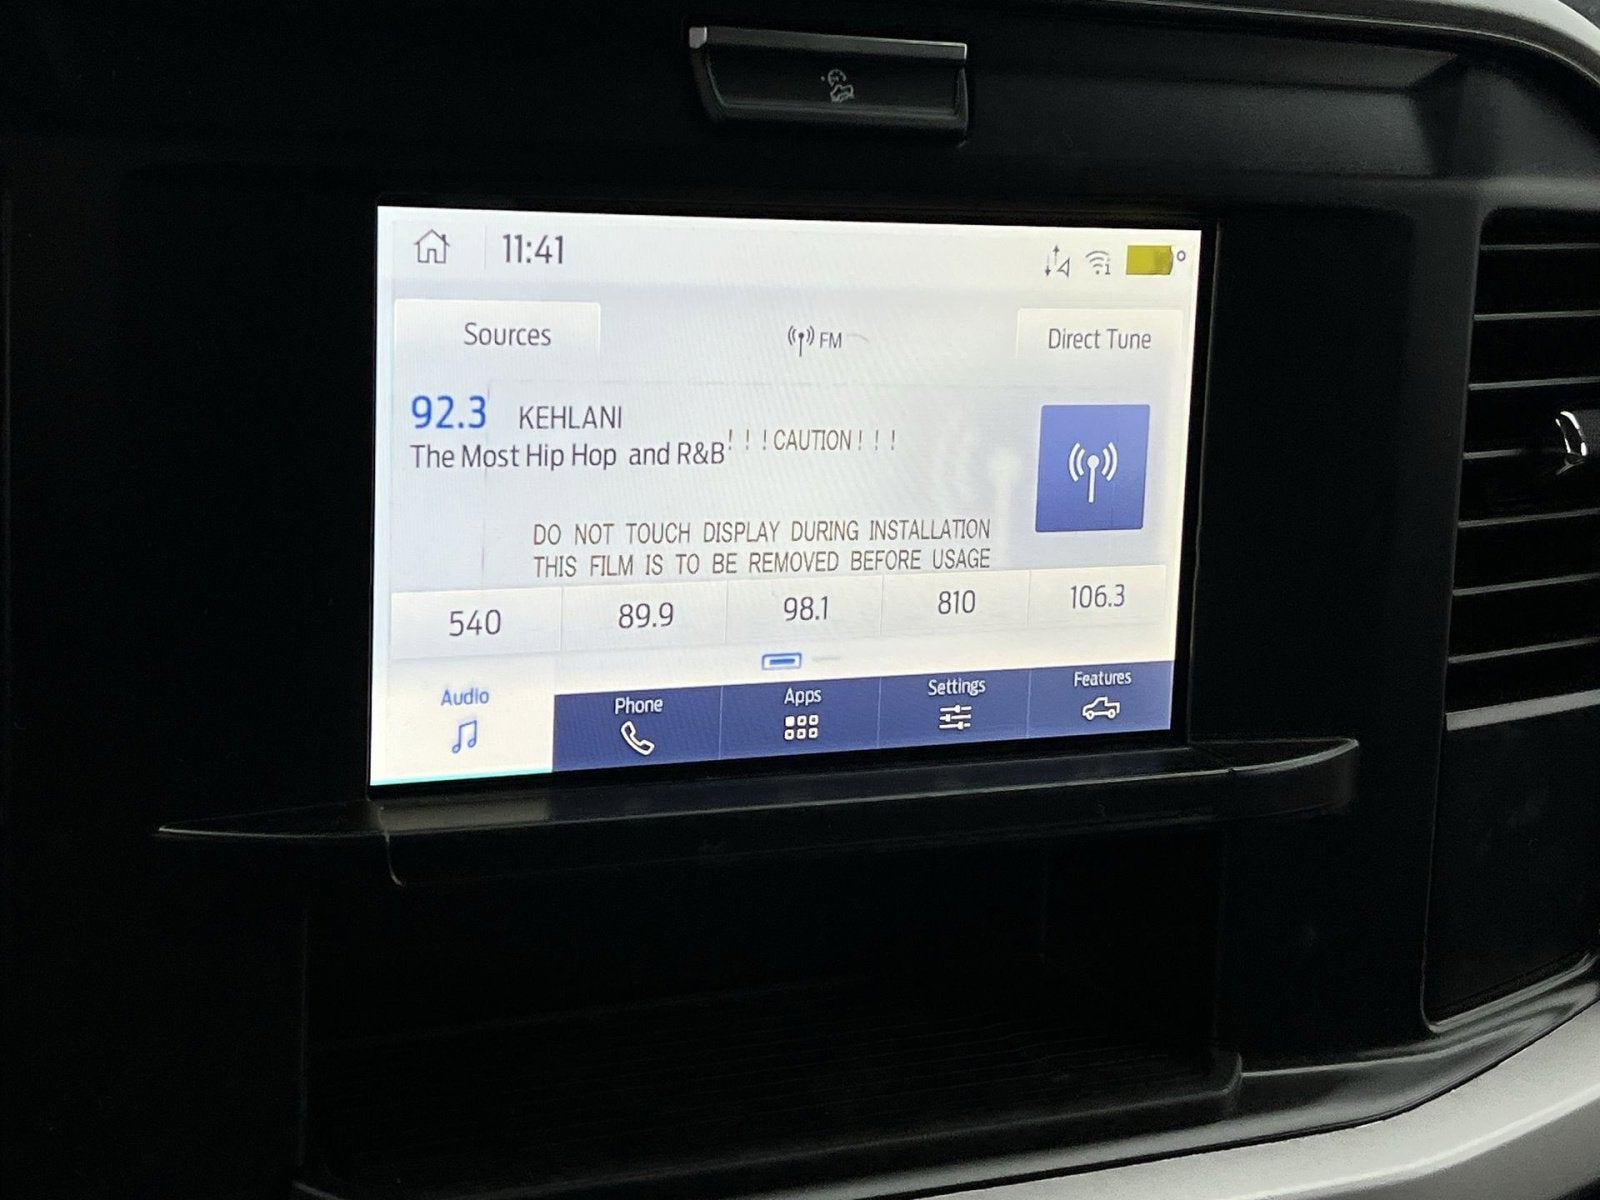 11:41
Sources
FM
Direct Tune
92.3 KEHLANI
The Most Hip Hop and R&B
! ! ! CAUTION ! ! !
DO NOT TOUCH DISPLAY DURING INSTALLATION
THIS FILM IS TO BE REMOVED BEFORE USAGE
540 89.9 98.1 810 106.3
Audio Phone Apps Settings Features